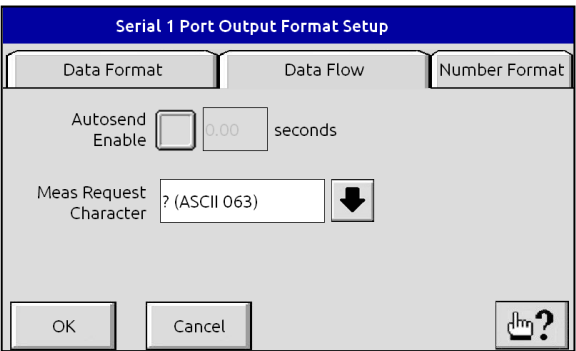 Serial 1 Port Output Format Setup
Data Format
Data Flow
Number Format
Autosend
Enable
0.00
seconds
Meas Request
Character
? (ASCII 063)
OK
Cancel
?